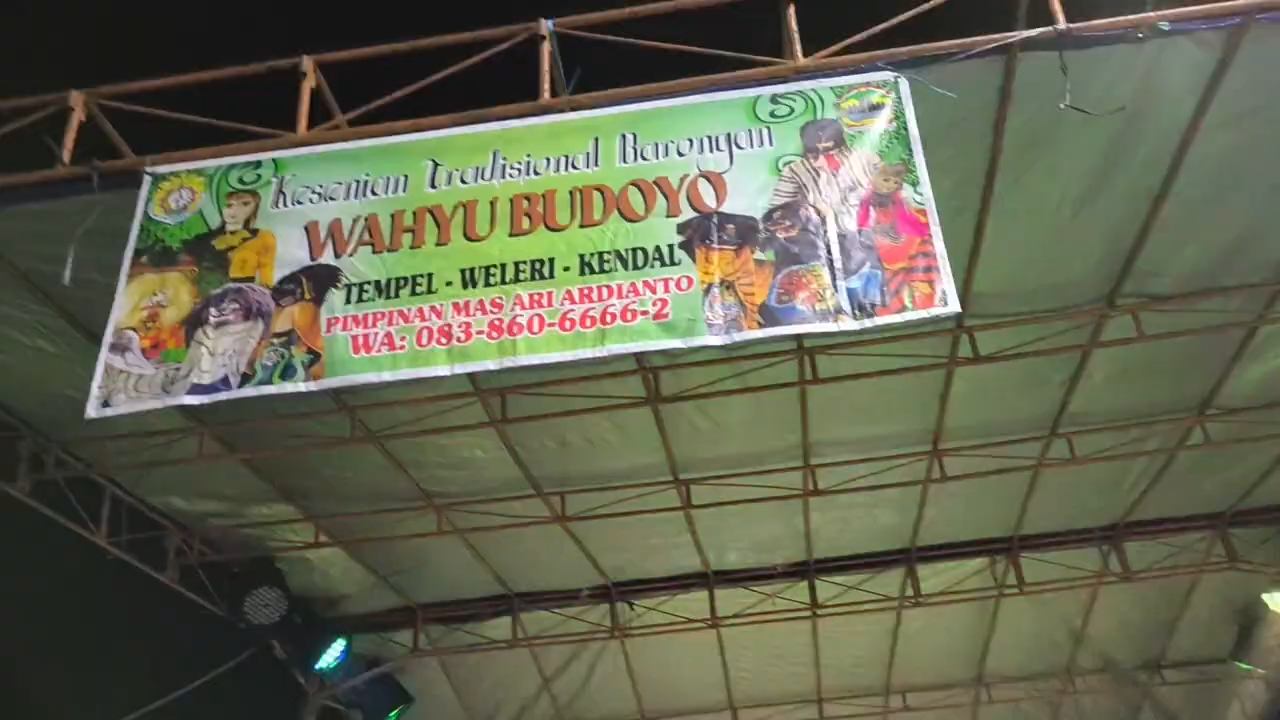 Kesenian Tradisional Barongan
WAHYU BUDOYO
TEMPEL - WELERI - KENDAL
PIMPINAN MAS ARI ARDIANTO
WA: 083-860-6666-2